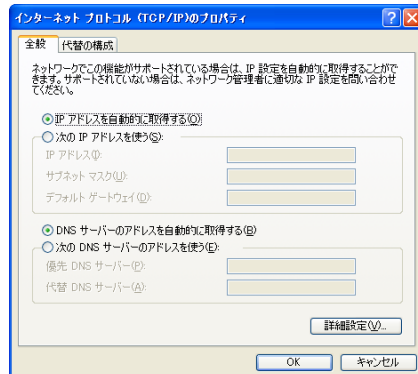 インターネット プロトコル (TCP/IP)のプロパティ
全般 代替の構成
ネットワークでこの機能がサポートされている場合は、IP 設定を自動的に取得することがで
きます。サポートされていない場合は、ネットワーク管理者に適切な IP 設定を問い合わせ
てください。
IP アドレスを自動的に取得する(O)
次の IP アドレスを使う(S):
IP アドレス(I):
サブネット マスク(U):
デフォルト ゲートウェイ(D):
DNS サーバーのアドレスを自動的に取得する(B)
次の DNS サーバーのアドレスを使う(E):
優先 DNS サーバー(P):
代替 DNS サーバー(A):
詳細設定(V)...
OK キャンセル